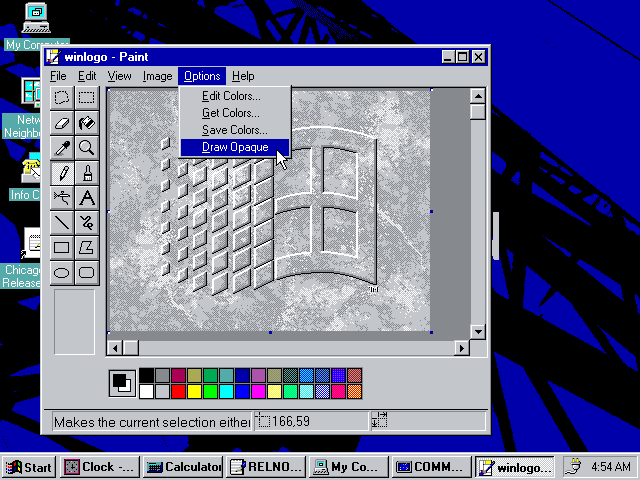 My Computer
winlogo - Paint
File Edit View Image Options Help
Edit Colors...
Get Colors...
Save Colors...
Draw Opaque
Netw
Neighbo
Info C
Chicag
Release
Makes the current selection either
166,59
Start
Clock -...
Calculator
RELNO...
My Co...
COMM...
winlogo...
4:54 AM